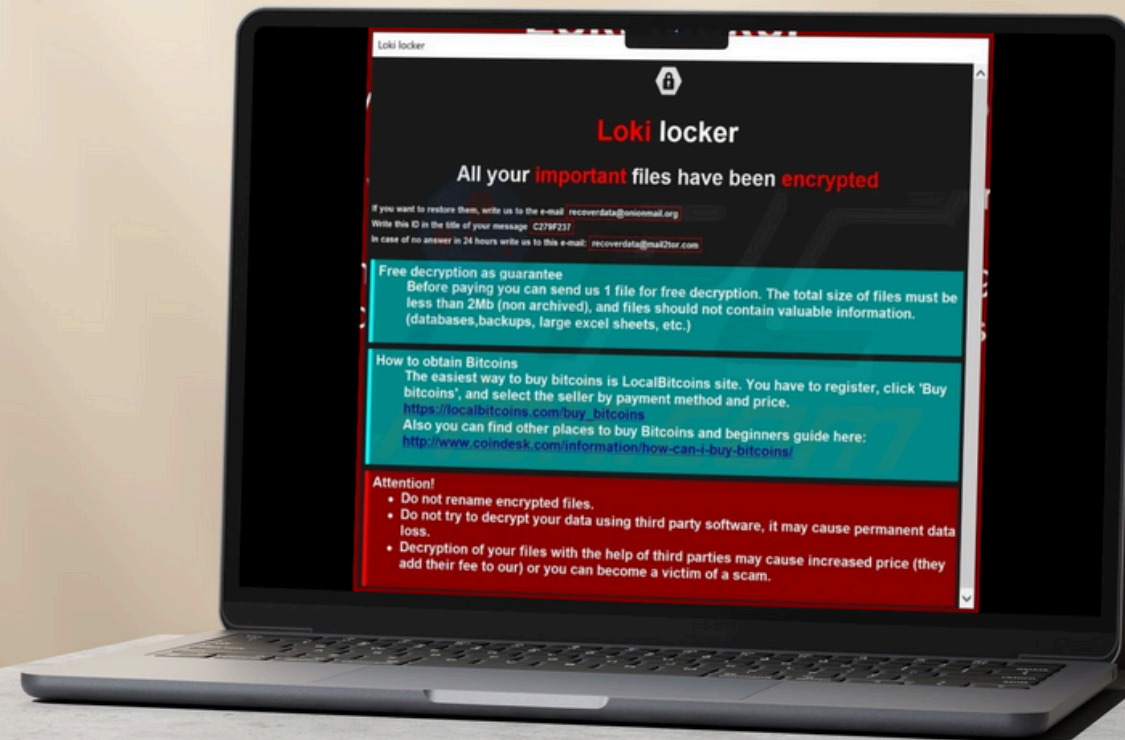 Loki locker
Loki locker
All your important files have been encrypted
If you want to restore them, write us to the e-mail recoverdata@onionmail.org
Write this ID in the title of your message C279F237
In case of no answer in 24 hours write us to this e-mail: recoverdata@mail2tor.com
Free decryption as guarantee
Before paying you can send us 1 file for free decryption. The total size of files must be
less than 2Mb (non archived), and files should not contain valuable information.
(databases,backups, large excel sheets, etc.)
How to obtain Bitcoins
The easiest way to buy bitcoins is LocalBitcoins site. You have to register, click 'Buy
bitcoins', and select the seller by payment method and price.
https://localbitcoins.com/buy_bitcoins
Also you can find other places to buy Bitcoins and beginners guide here:
http://www.coindesk.com/information/how-can-i-buy-bitcoins/
Attention!
• Do not rename encrypted files.
• Do not try to decrypt your data using third party software, it may cause permanent data
loss.
• Decryption of your files with the help of third parties may cause increased price (they
add their fee to our) or you can become a victim of a scam.